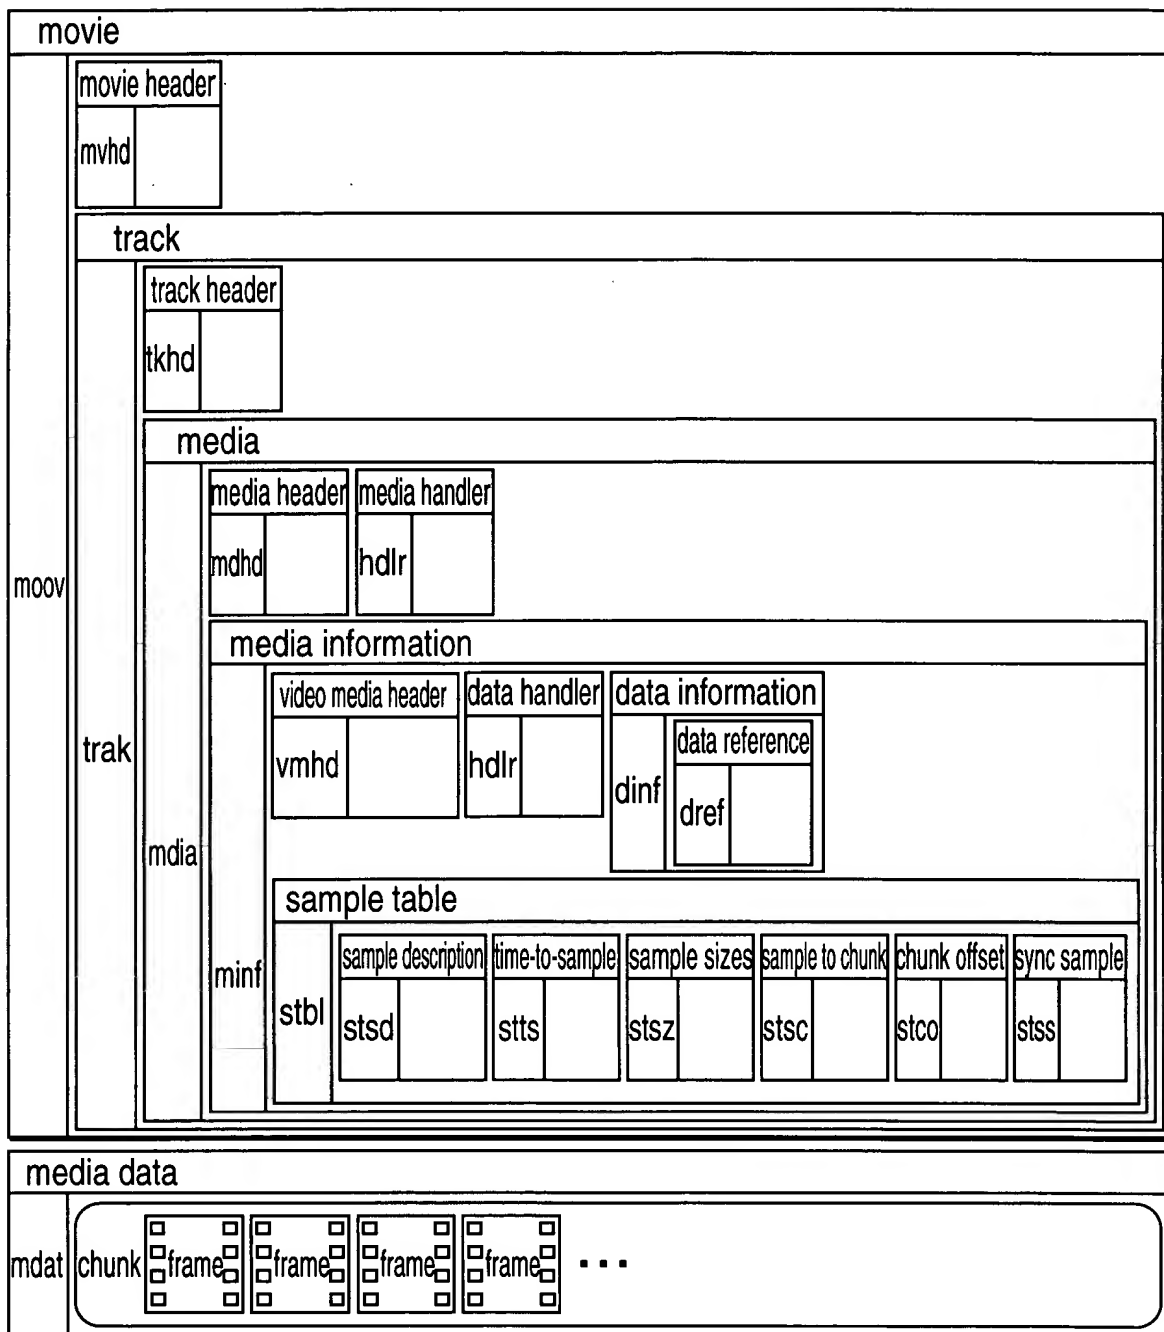 movie
movie header
mvhd
track
track header
tkhd
media
media header media handler
mdhd hdlr
moov
media information
video media header data handler data information
data reference
trak
vmhd hdlr
dinf
dref
mdia
sample table
sample description time-to-sample sample sizes sample to chunk chunk offset sync sample
minf
stbl
stsd stts stsz stsc stco stss
media data
mdat chunk frame frame frame frame ...